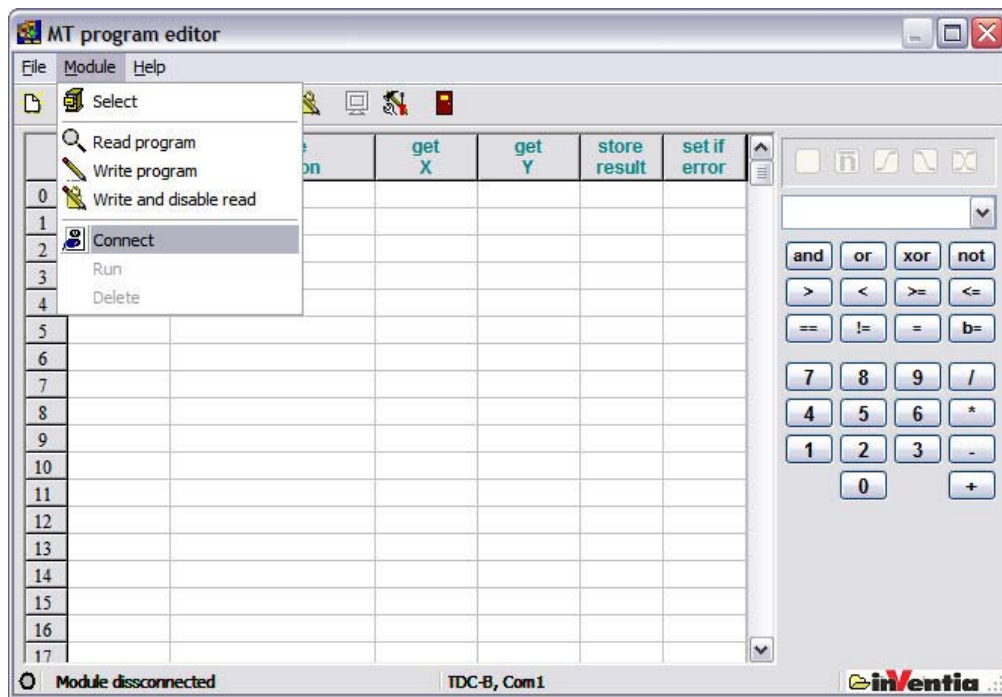 MT program editor
File Module Help
Select
Read program
Write program
Write and disable read
Connect
Run
Delete
get X
get Y
store result
set if error
0
1
2
3
4
5
6
7
8
9
10
11
12
13
14
15
16
17
n
and or xor not
> < >= <=
== != = b=
7 8 9 /
4 5 6 *
1 2 3 -
0 +
Module dissconnected TDC-B, Com1 inVentia